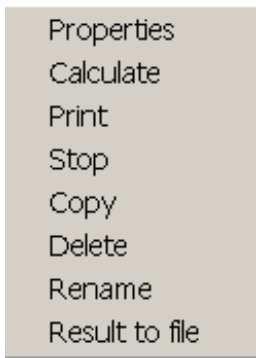 Properties
Calculate
Print
Stop
Copy
Delete
Rename
Result to file